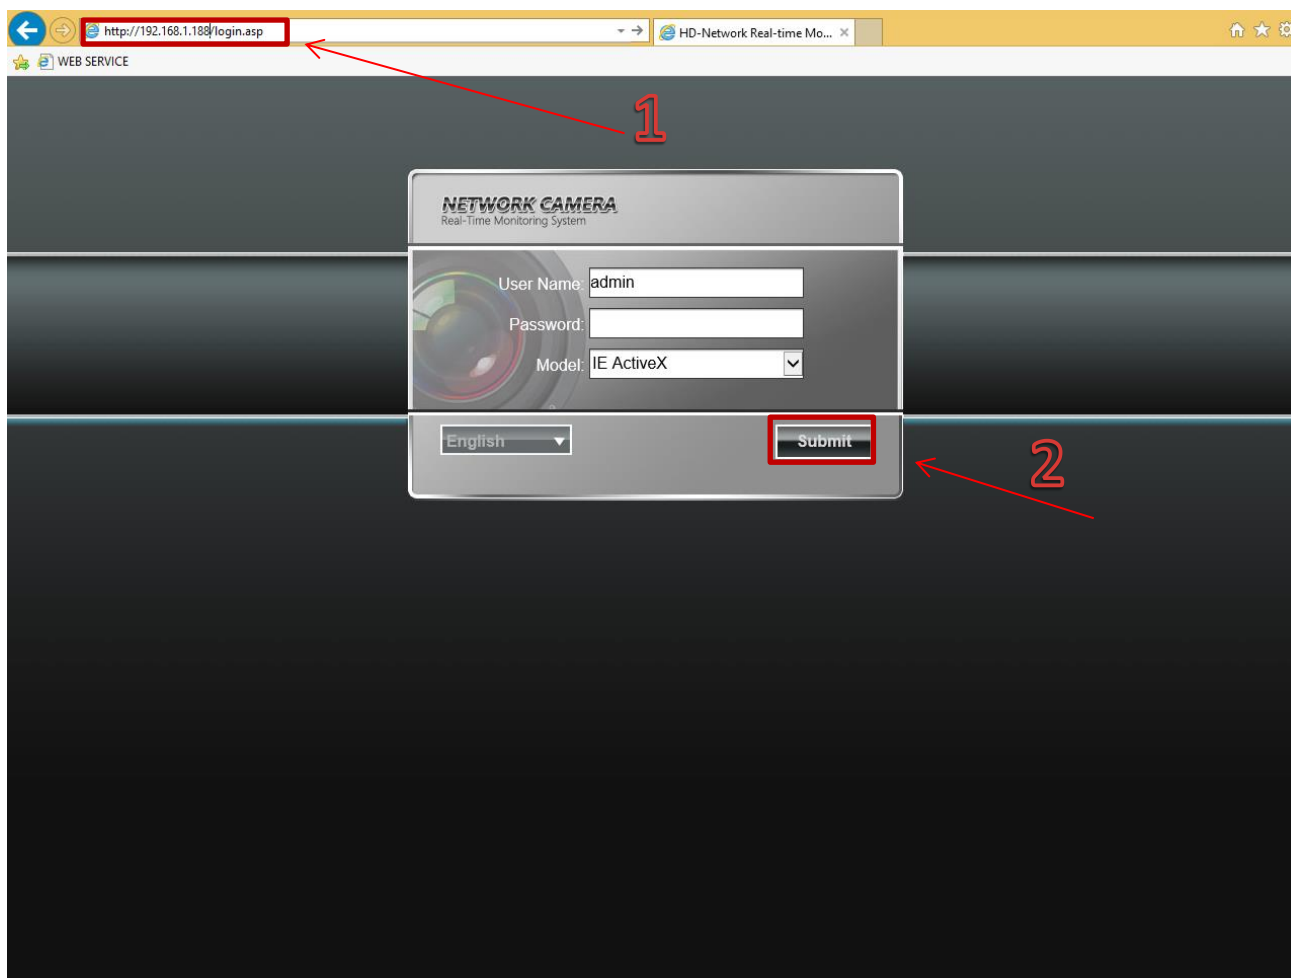 http://192.168.1.188/login.asp
HD-Network Real-time Mo...
WEB SERVICE
1
NETWORK CAMERA
Real-Time Monitoring System
User Name: admin
Password:
Model: IE ActiveX
English
Submit
2